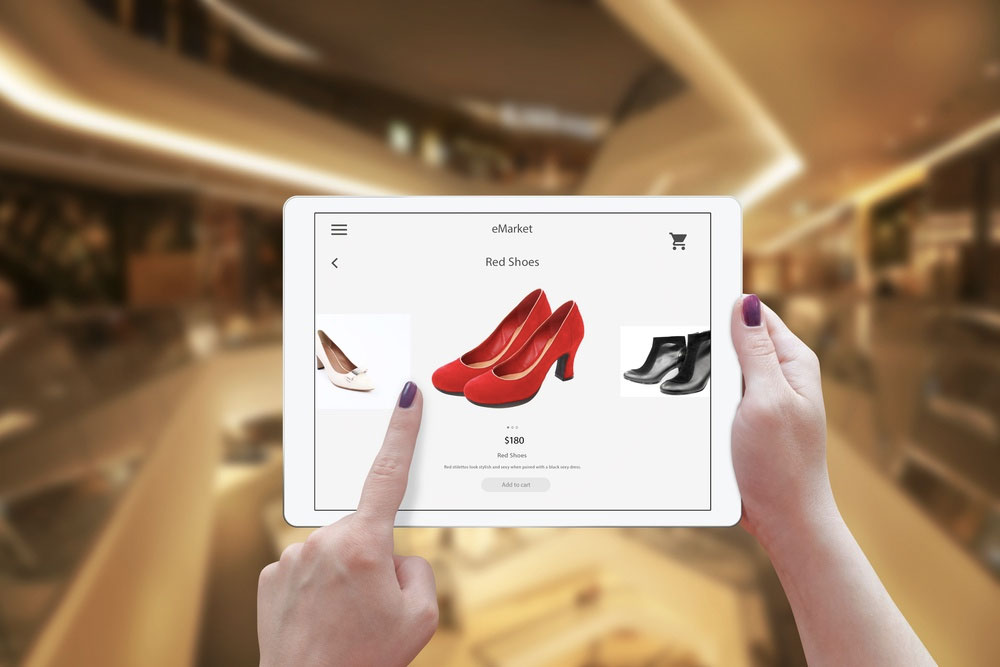 eMarket
Red Shoes
$180
Red Shoes
Red stilettos look stylish and sexy when paired with a black sexy dress.
Add to cart